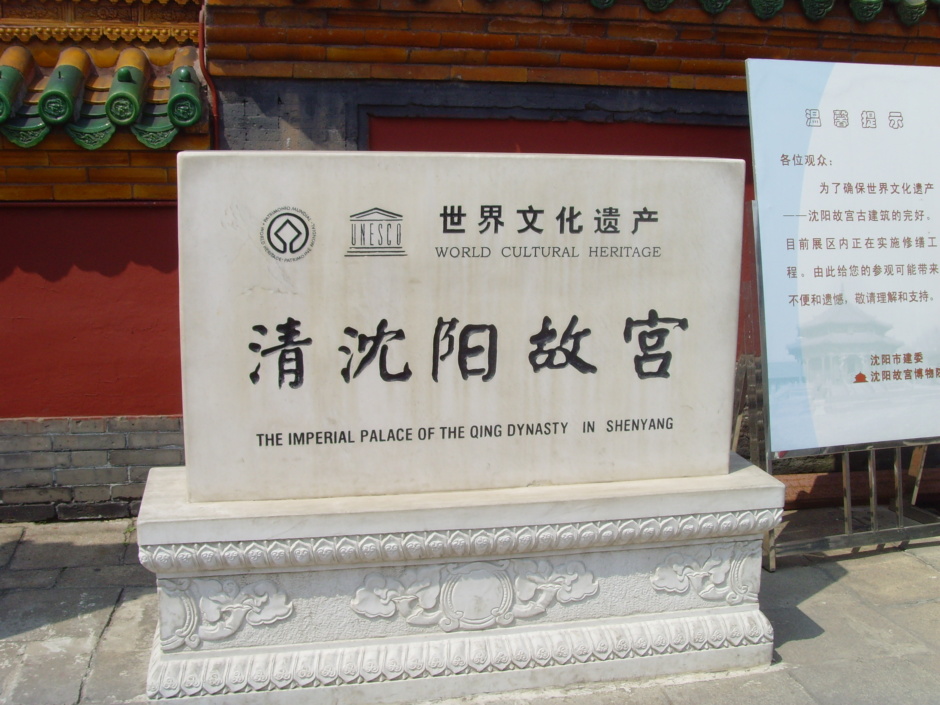 UNESCO
世界文化遗产
WORLD CULTURAL HERITAGE
清沈阳故宫
THE IMPERIAL PALACE OF THE QING DYNASTY IN SHENYANG
温馨提示
各位观众：
为了确保世界文化遗产
——沈阳故宫古建筑的完好、
目前展区内正在实施修缮工
程。由此给您的参观可能带来
不便和遗憾，敬请理解和支持。
沈阳市建委
沈阳故宫博物院